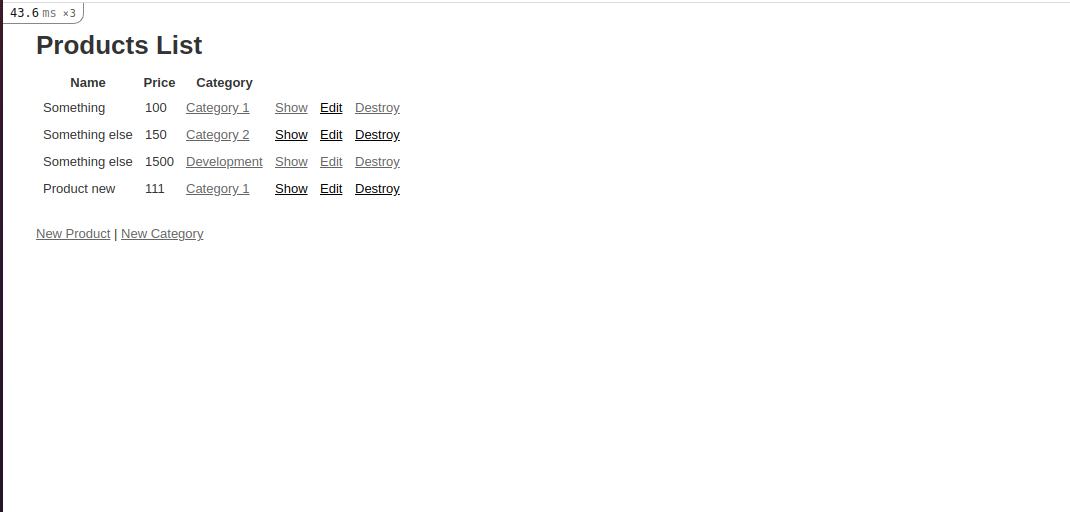 43.6 ms ×3
Products List
Name Price Category
Something 100 Category 1 Show Edit Destroy
Something else 150 Category 2 Show Edit Destroy
Something else 1500 Development Show Edit Destroy
Product new 111 Category 1 Show Edit Destroy
New Product | New Category